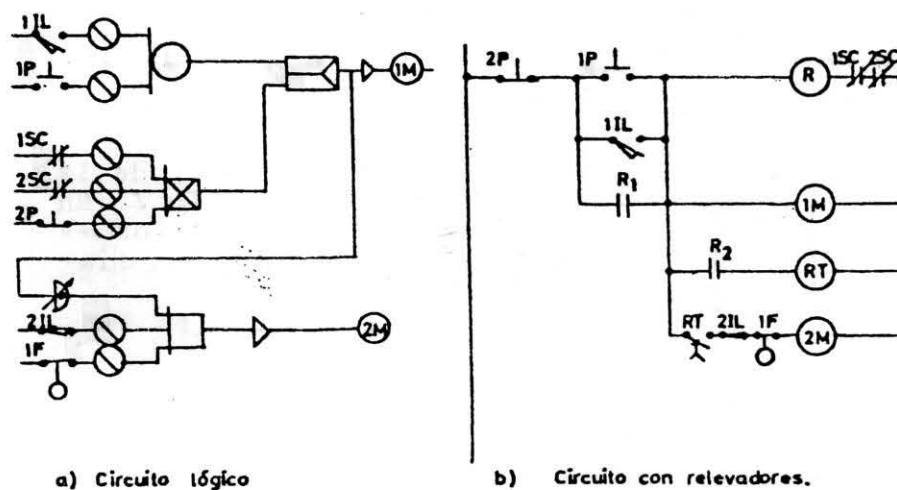 1IL
1P
1M
1SC
2SC
2P
2IL
1F
2M
a) Circuito lógico
2P
1P
R
1SC 2SC
1IL
R1
1M
R2
RT
RT
2IL
1F
2M
b) Circuito con relevadores.